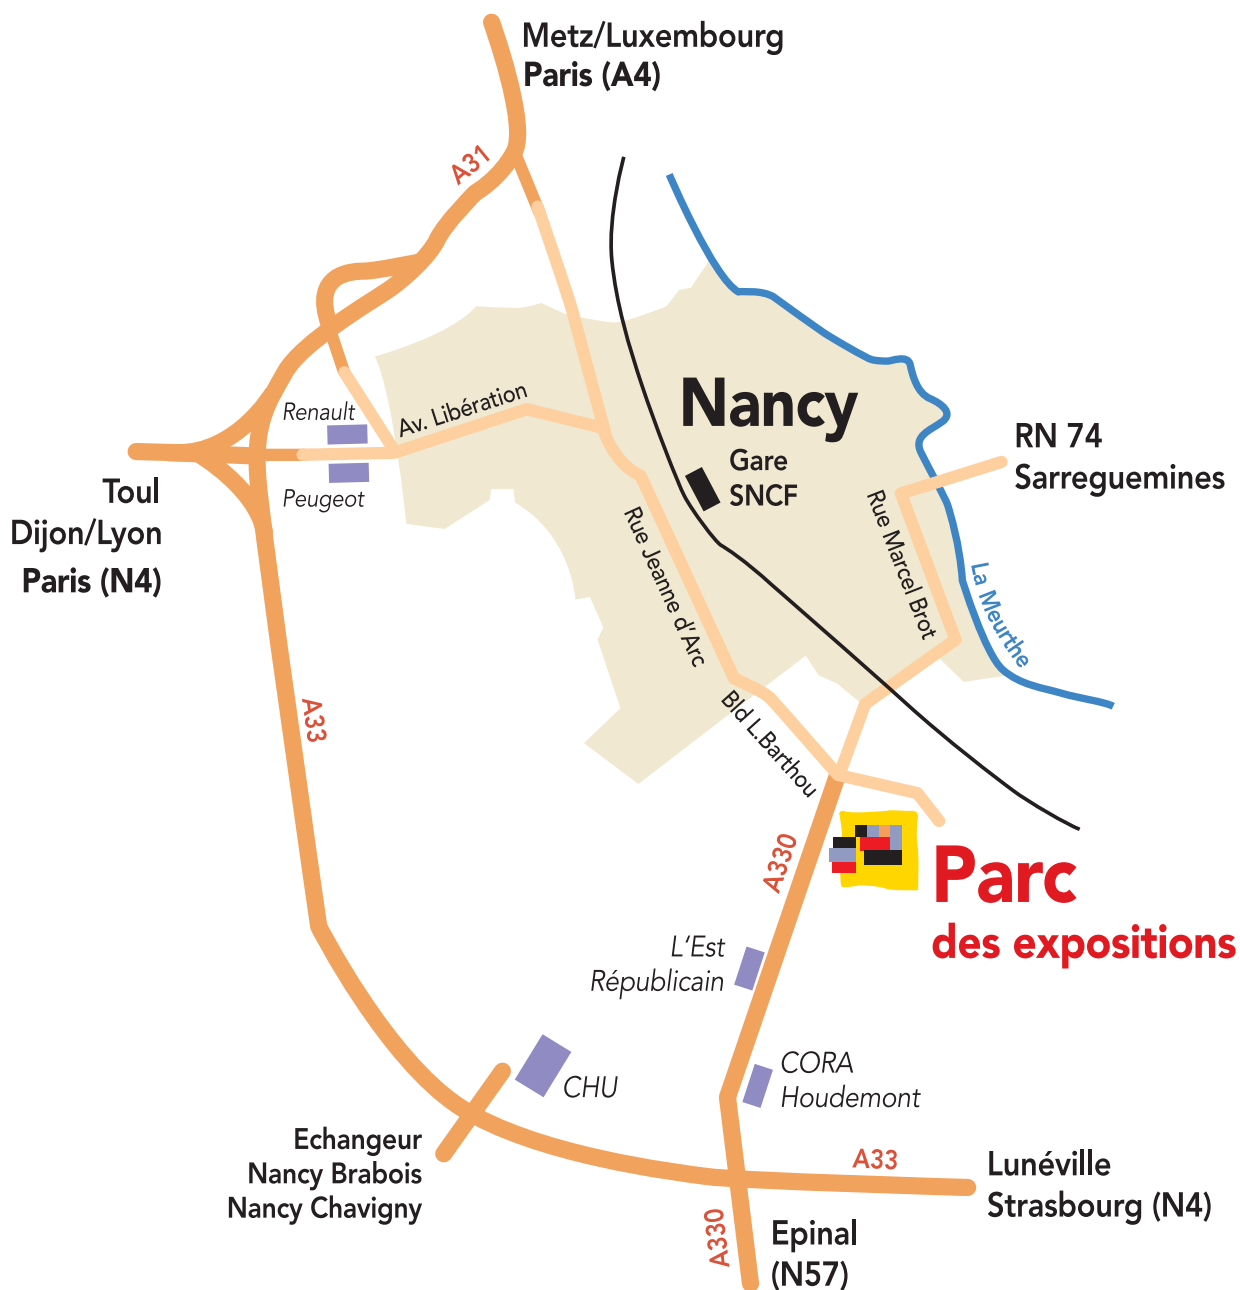 Metz/Luxembourg
Paris (A4)
A31
Nancy
Renault
Av. Libération
RN 74
Sarreguemines
Gare
SNCF
Peugeot
Toul
Dijon/Lyon
Paris (N4)
Rue Marcel Brot
Rue Jeanne d'Arc
La Meurthe
A33
Bld L.Barthou
A330
Parc
des expositions
L'Est
Républicain
CORA
Houdemont
CHU
Echangeur
Nancy Brabois
Nancy Chavigny
A33
Lunéville
Strasbourg (N4)
A330
Epinal
(N57)